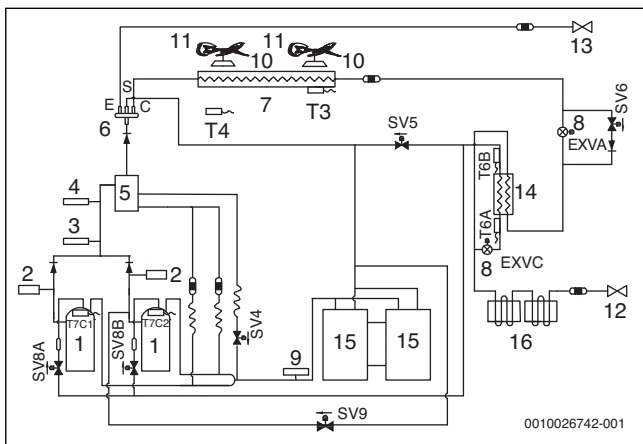 11 11
10 10
13
S
E C
6
7 T3
T4
SV5
SV6
8
EXVA
T6B
14
T6A
8 EXVC
5
4
3
2 2
T7C1 T7C2
1 1
SV8A
SV8B
SV4
9
15 15
16
12
SV9
0010026742-001